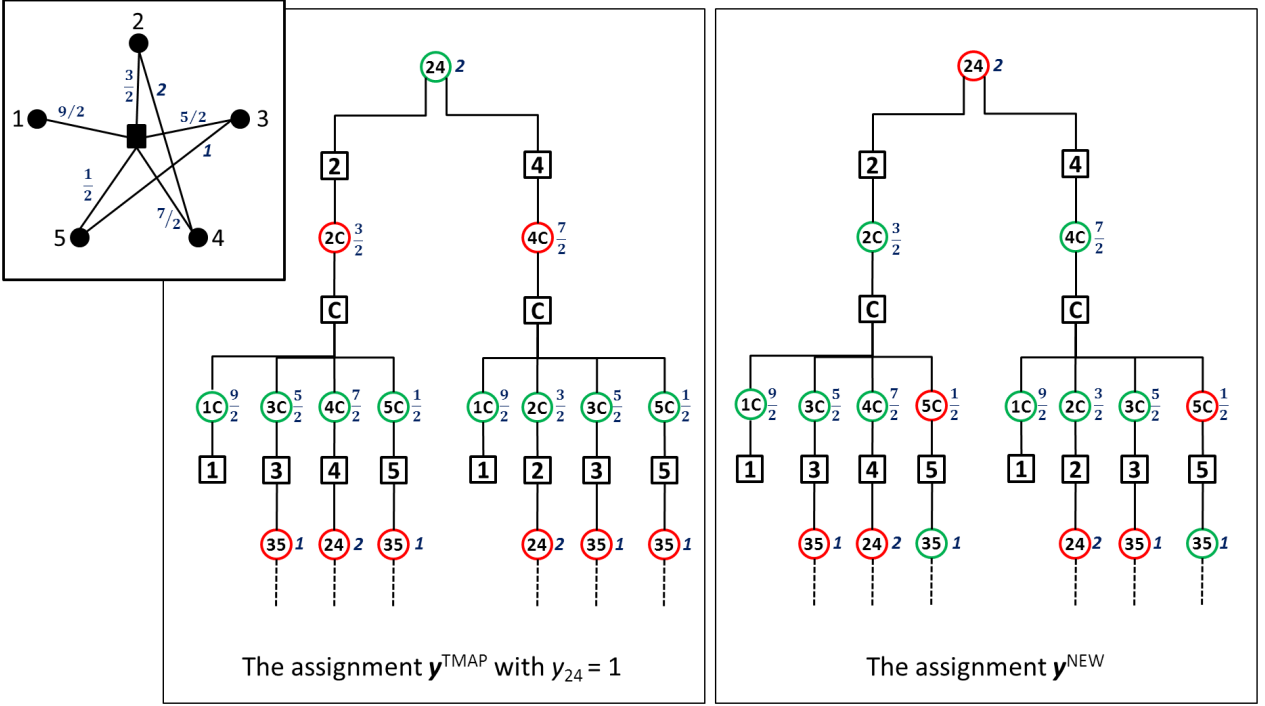 2
3/2 2
1 9/2 5/2 3
1
1/2
7/2
5 4
24 2
2 4
2C 3/2 4C 7/2
C C
1C 9/2 3C 5/2 4C 7/2 5C 1/2 1C 9/2 2C 3/2 3C 5/2 5C 1/2
1 3 4 5 1 2 3 5
35 1 24 2 35 1 24 2 35 1 35 1
The assignment y^TMAP with y_24 = 1
24 2
2 4
2C 3/2 4C 7/2
C C
1C 9/2 3C 5/2 4C 7/2 5C 1/2 1C 9/2 2C 3/2 3C 5/2 5C 1/2
1 3 4 5 1 2 3 5
35 1 24 2 35 1 24 2 35 1 35 1
The assignment y^NEW